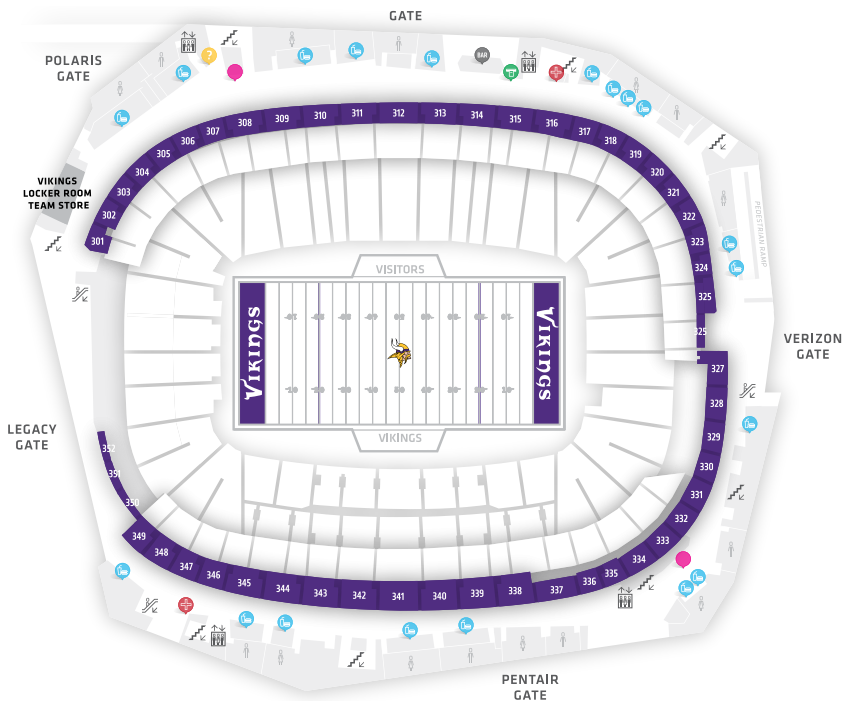 GATE
POLARIS
GATE
?
BAR
VIKINGS
LOCKER ROOM
TEAM STORE
301
302
303
304
305
306
307
308
309
310
311
312
313
314
315
316
317
318
319
320
321
322
323
324
325
325
PEDESTRIAN RAMP
VISITORS
VIKINGS
VIKINGS
VIKINGS
VERIZON
GATE
LEGACY
GATE
327
328
329
330
331
332
333
334
335
336
337
338
339
340
341
342
343
344
345
346
347
348
349
350
351
352
PENTAIR
GATE